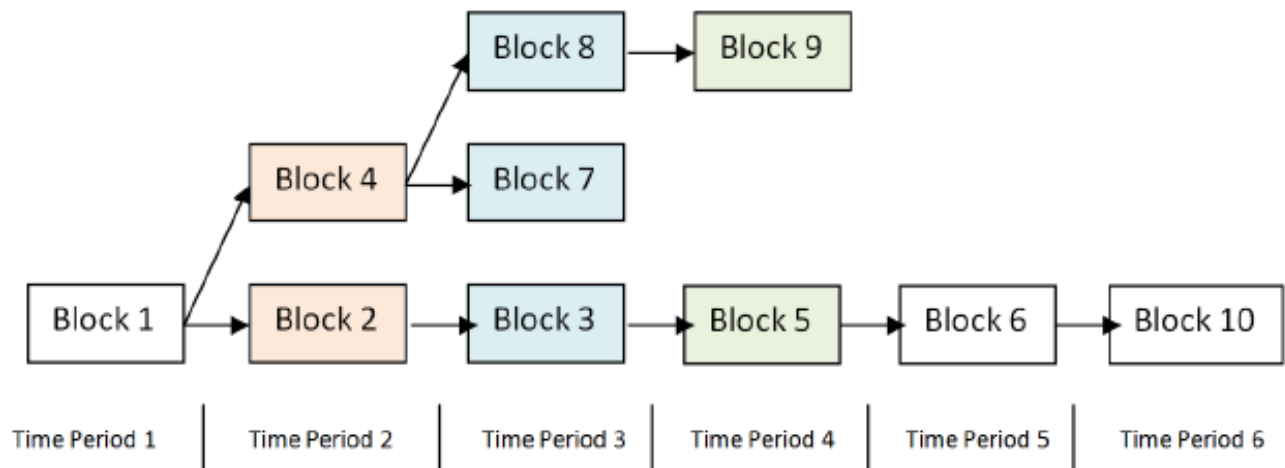 Block 8 Block 9
Block 4 Block 7
Block 1 Block 2 Block 3 Block 5 Block 6 Block 10
Time Period 1 Time Period 2 Time Period 3 Time Period 4 Time Period 5 Time Period 6